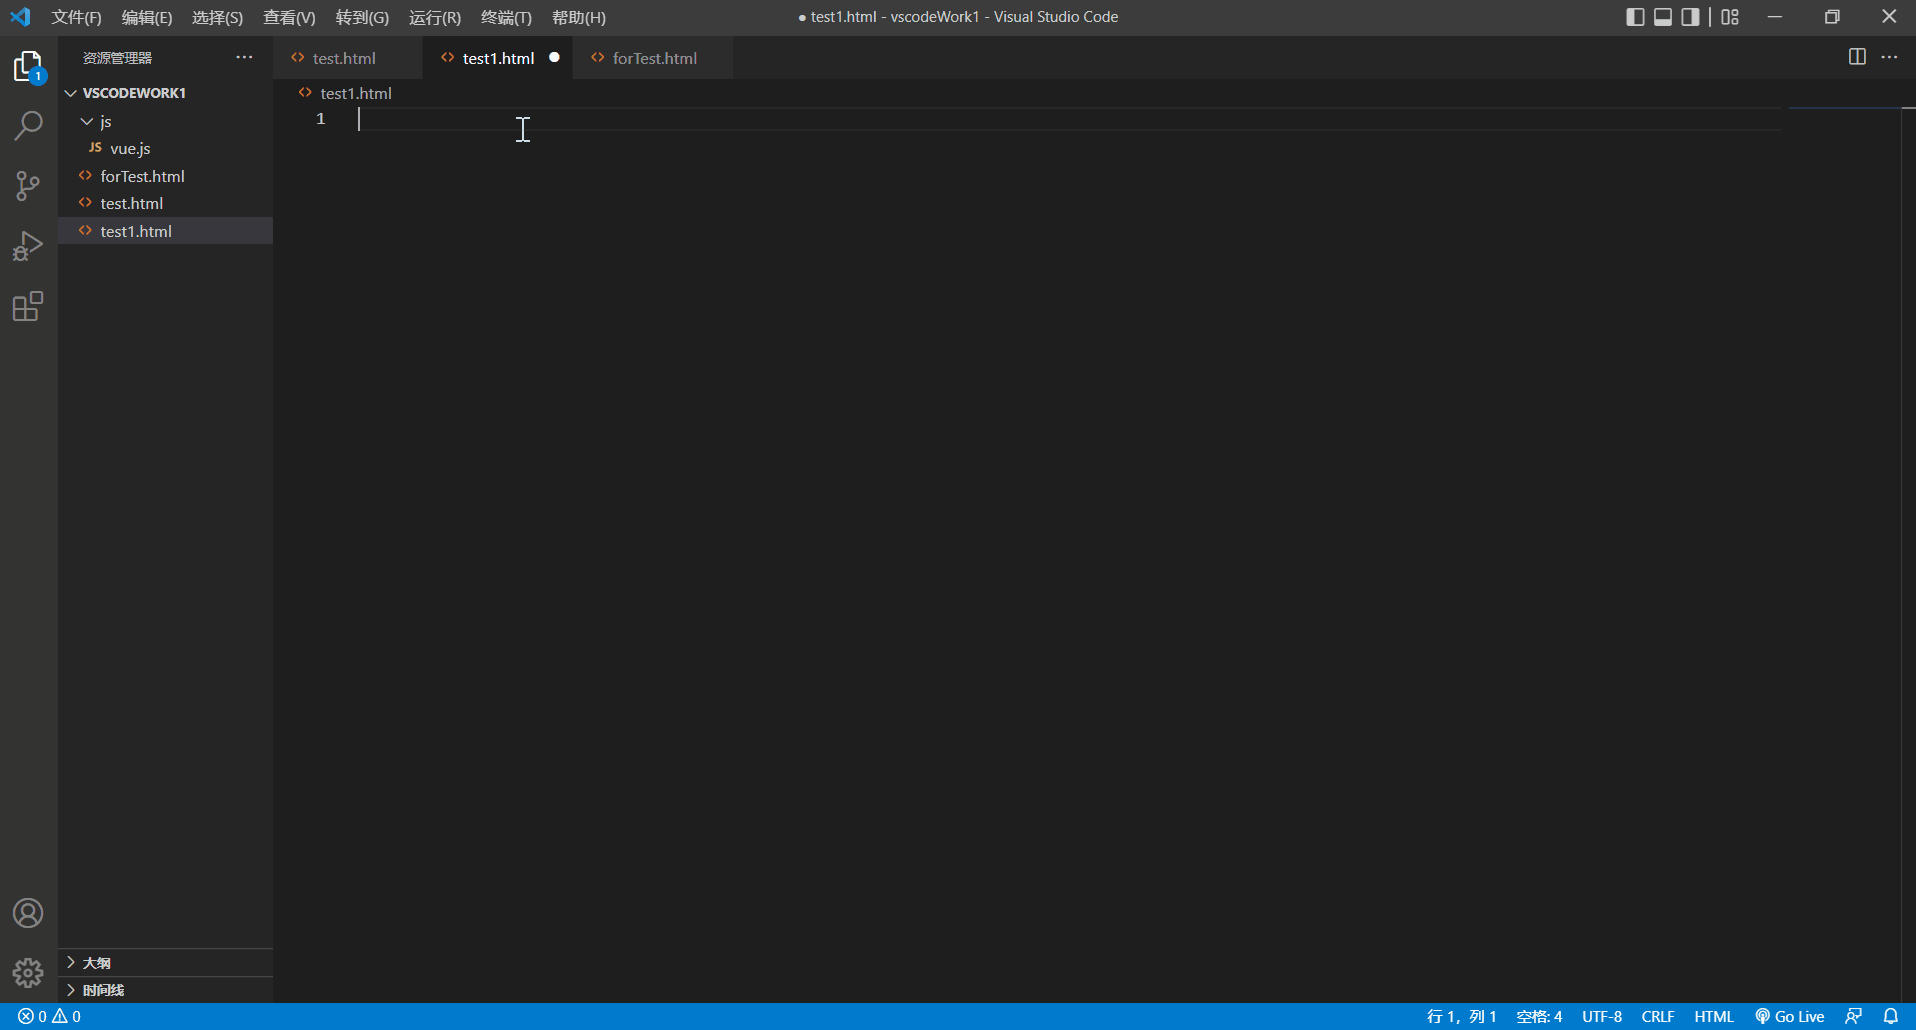 文件(F) 编辑(E) 选择(S) 查看(V) 转到(G) 运行(R) 终端(T) 帮助(H) ● test1.html - vscodeWork1 - Visual Studio Code
资源管理器 ··· test.html test1.html ● forTest.html ···
1
VSCODEWORK1
test1.html
1
js
JS vue.js
forTest.html
test.html
test1.html
大纲
时间线
0 0 行 1，列 1 空格: 4 UTF-8 CRLF HTML Go Live